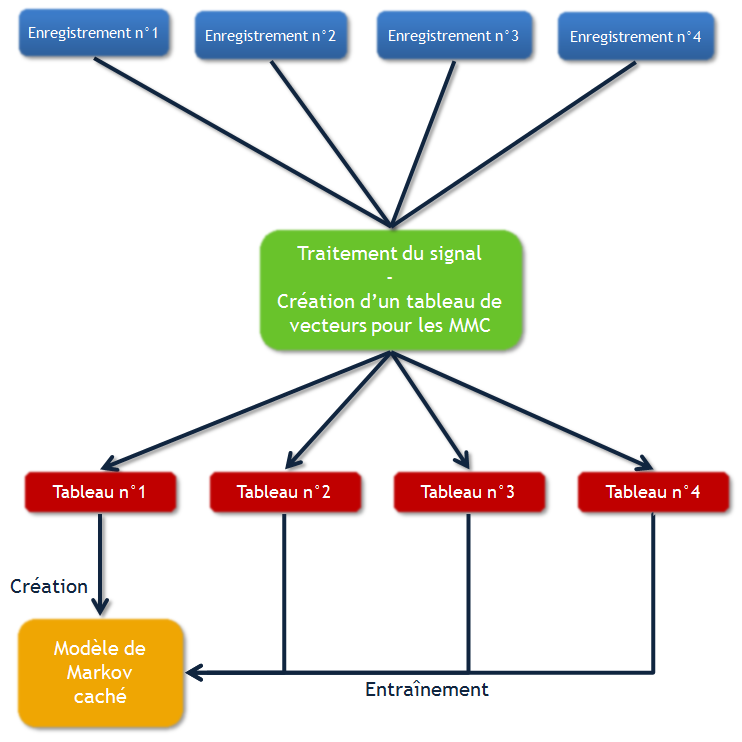 Enregistrement n°1
Enregistrement n°2
Enregistrement n°3
Enregistrement n°4
Traitement du signal
-
Création d'un tableau de
vecteurs pour les MMC
Tableau n°1
Tableau n°2
Tableau n°3
Tableau n°4
Création
Modèle de
Markov
caché
Entraînement